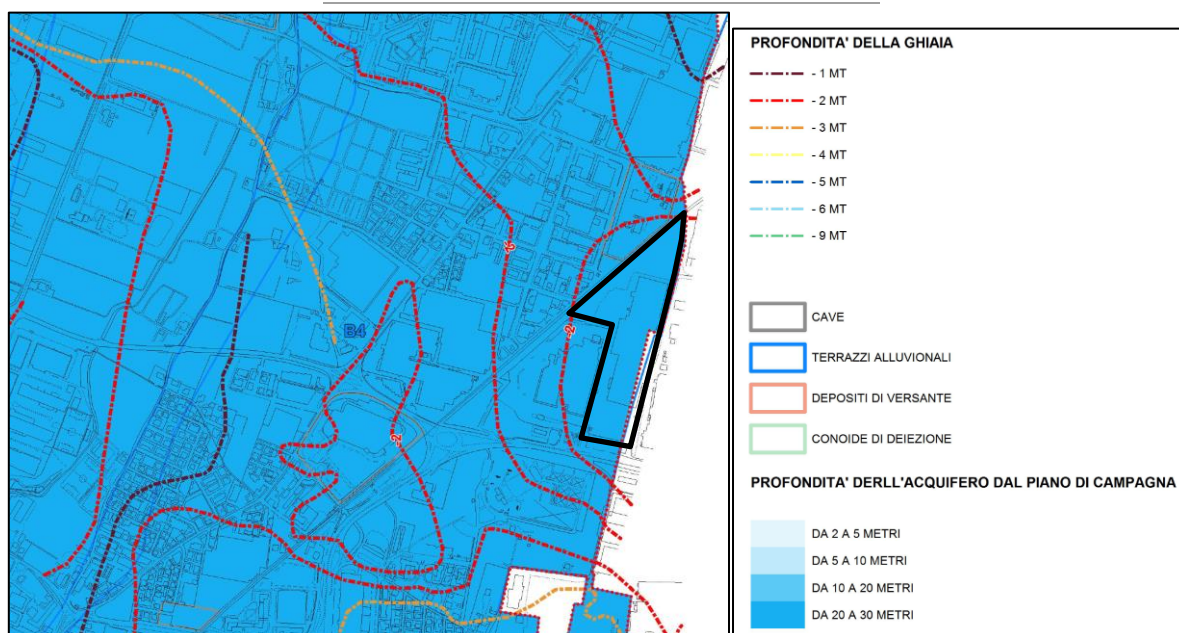 B4
-2
-2
-2
PROFONDITA' DELLA GHIAIA
- 1 MT
- 2 MT
- 3 MT
- 4 MT
- 5 MT
- 6 MT
- 9 MT
CAVE
TERRAZZI ALLUVIONALI
DEPOSITI DI VERSANTE
CONOIDE DI DEIEZIONE
PROFONDITA' DERLL'ACQUIFERO DAL PIANO DI CAMPAGNA
DA 2 A 5 METRI
DA 5 A 10 METRI
DA 10 A 20 METRI
DA 20 A 30 METRI